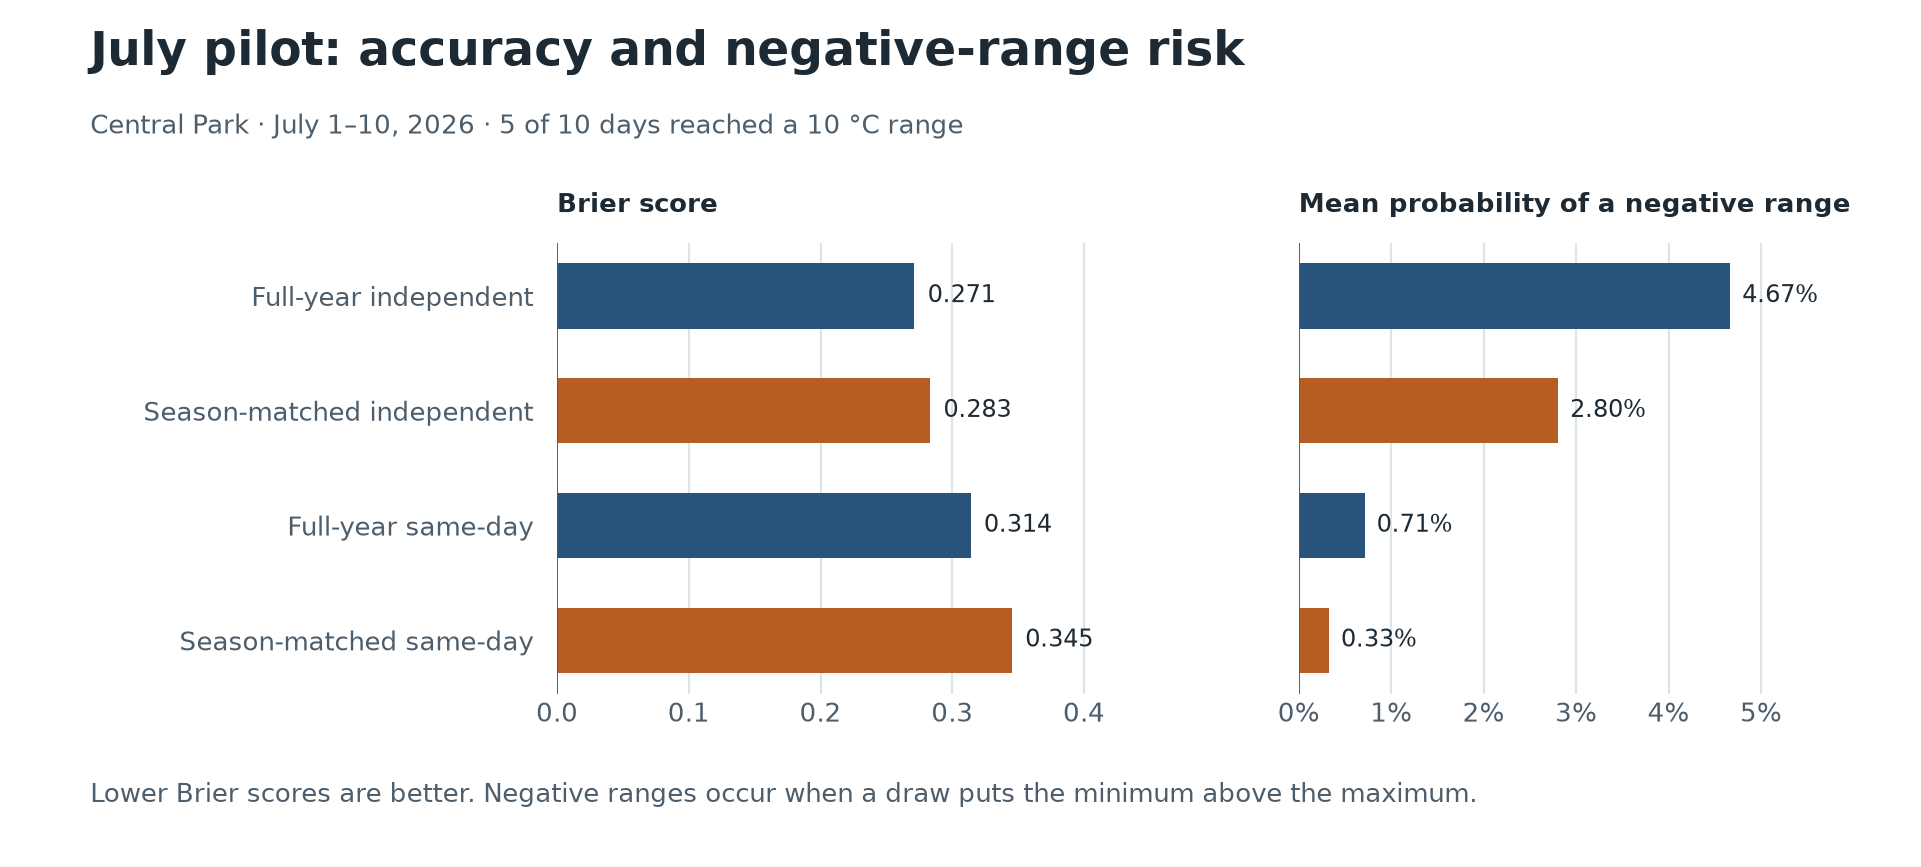 July pilot: accuracy and negative-range risk
Central Park · July 1–10, 2026 · 5 of 10 days reached a 10 °C range
Brier score
Full-year independent
0.271
Season-matched independent
0.283
Full-year same-day
0.314
Season-matched same-day
0.345
0.0 0.1 0.2 0.3 0.4
Mean probability of a negative range
4.67%
2.80%
0.71%
0.33%
0% 1% 2% 3% 4% 5%
Lower Brier scores are better. Negative ranges occur when a draw puts the minimum above the maximum.